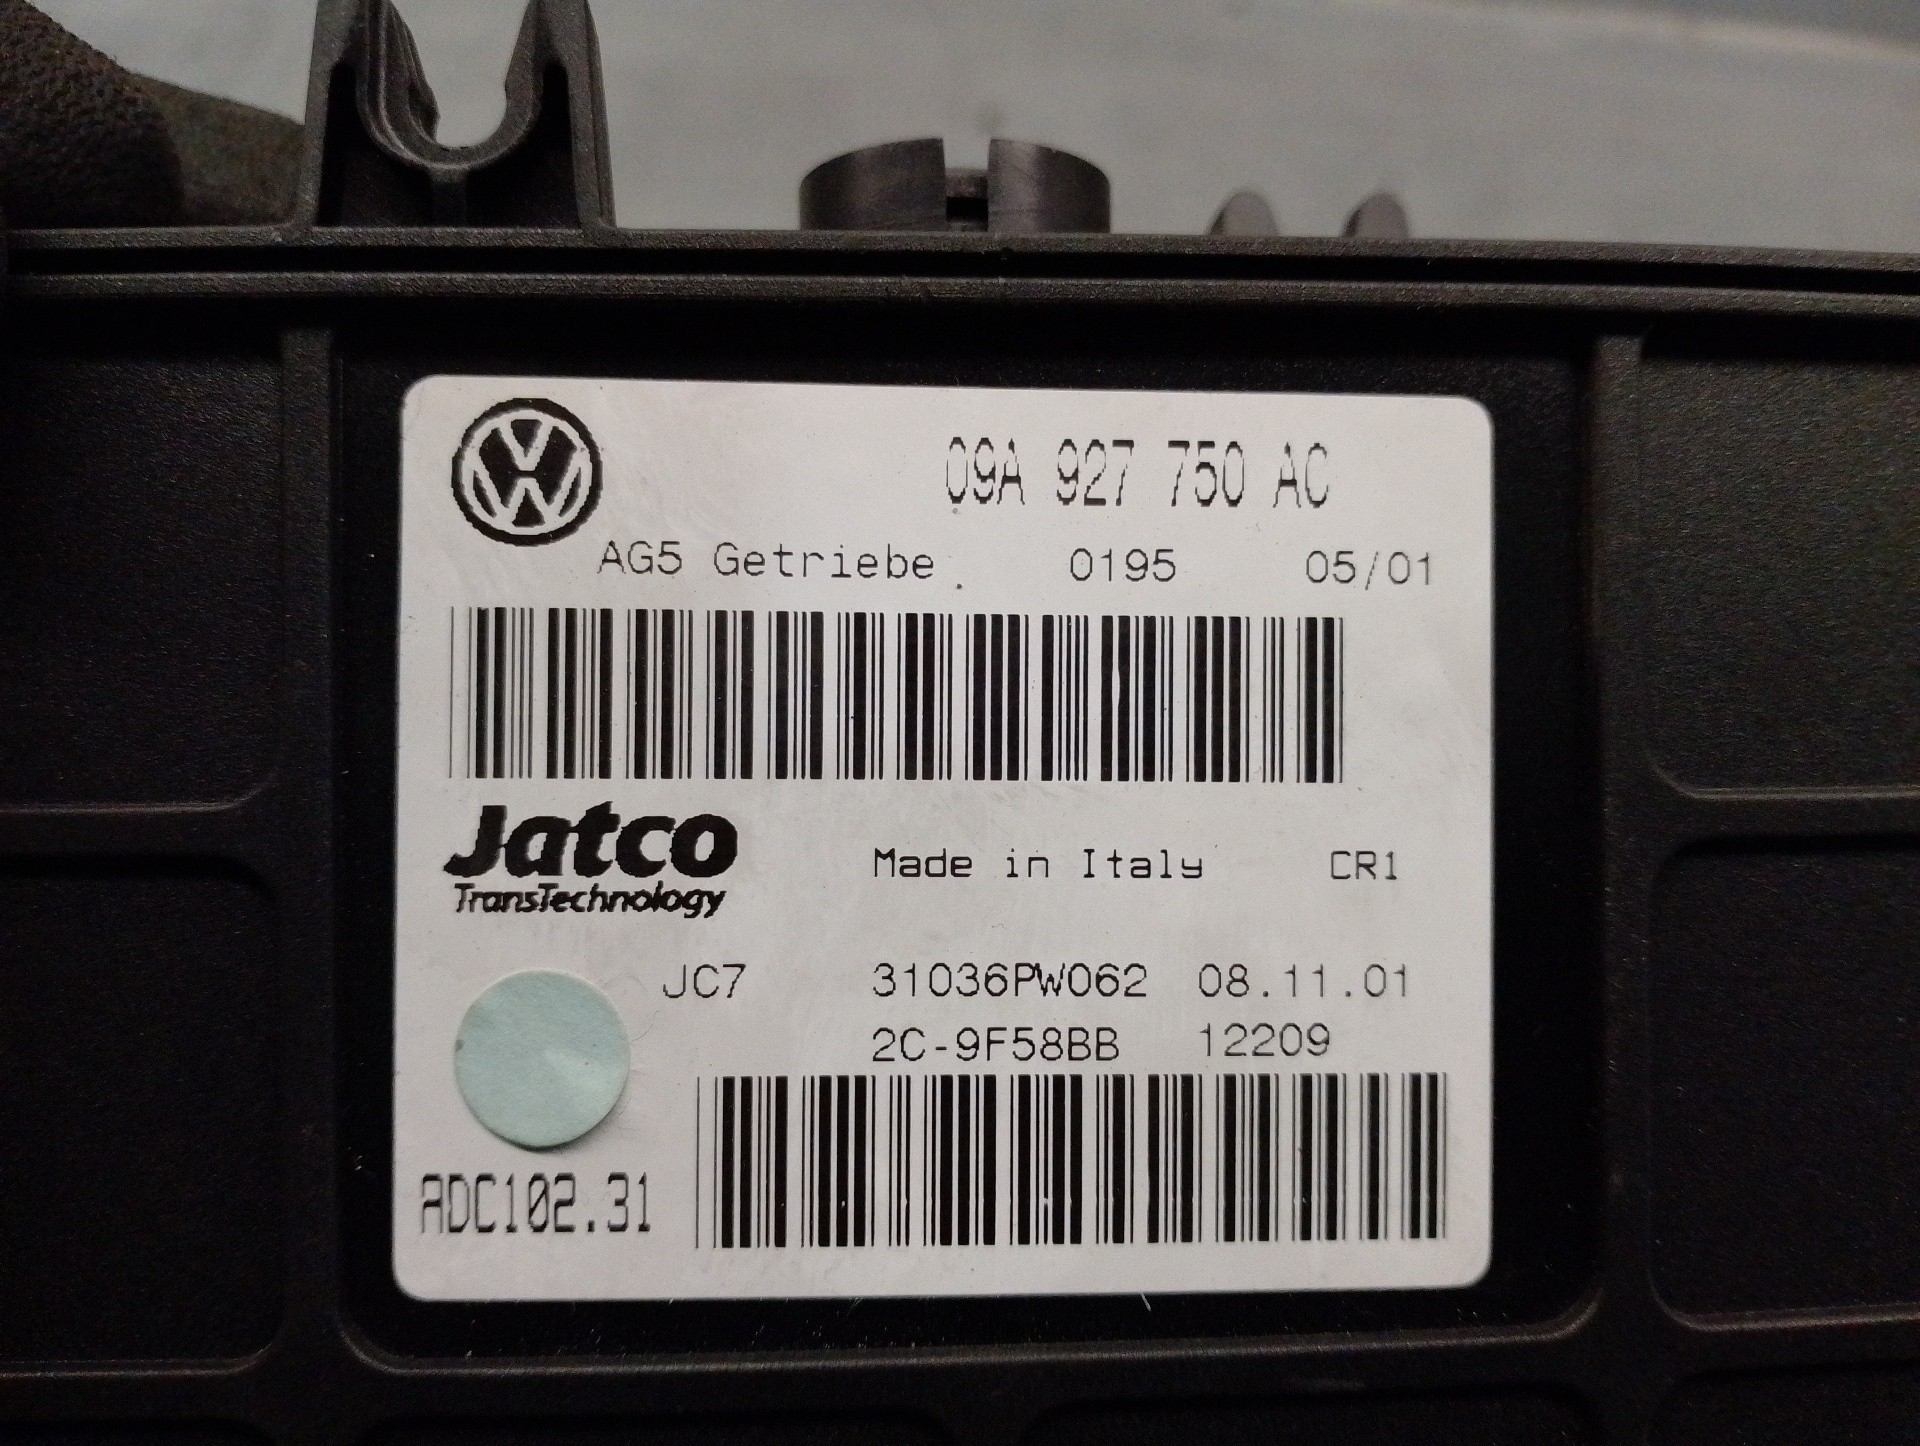 09A 927 750 AC
AG5 Getriebe 0195 05/01
Jatco
TransTechnology
Made in Italy CR1
JC7 31036PW062 08.11.01
2C-9F58BB 12209
ADC102.31